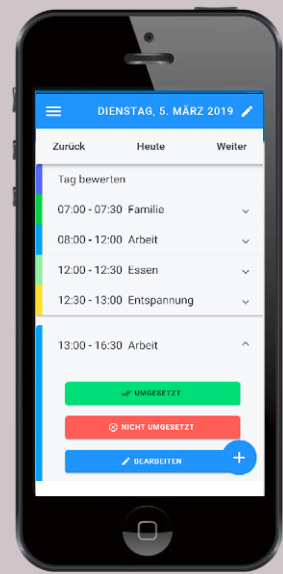 DIENSTAG, 5. MÄRZ 2019
Zurück Heute Weiter
Tag bewerten
07:00 - 07:30 Familie
08:00 - 12:00 Arbeit
12:00 - 12:30 Essen
12:30 - 13:00 Entspannung
13:00 - 16:30 Arbeit
UMGESETZT
NICHT UMGESETZT
BEARBEITEN